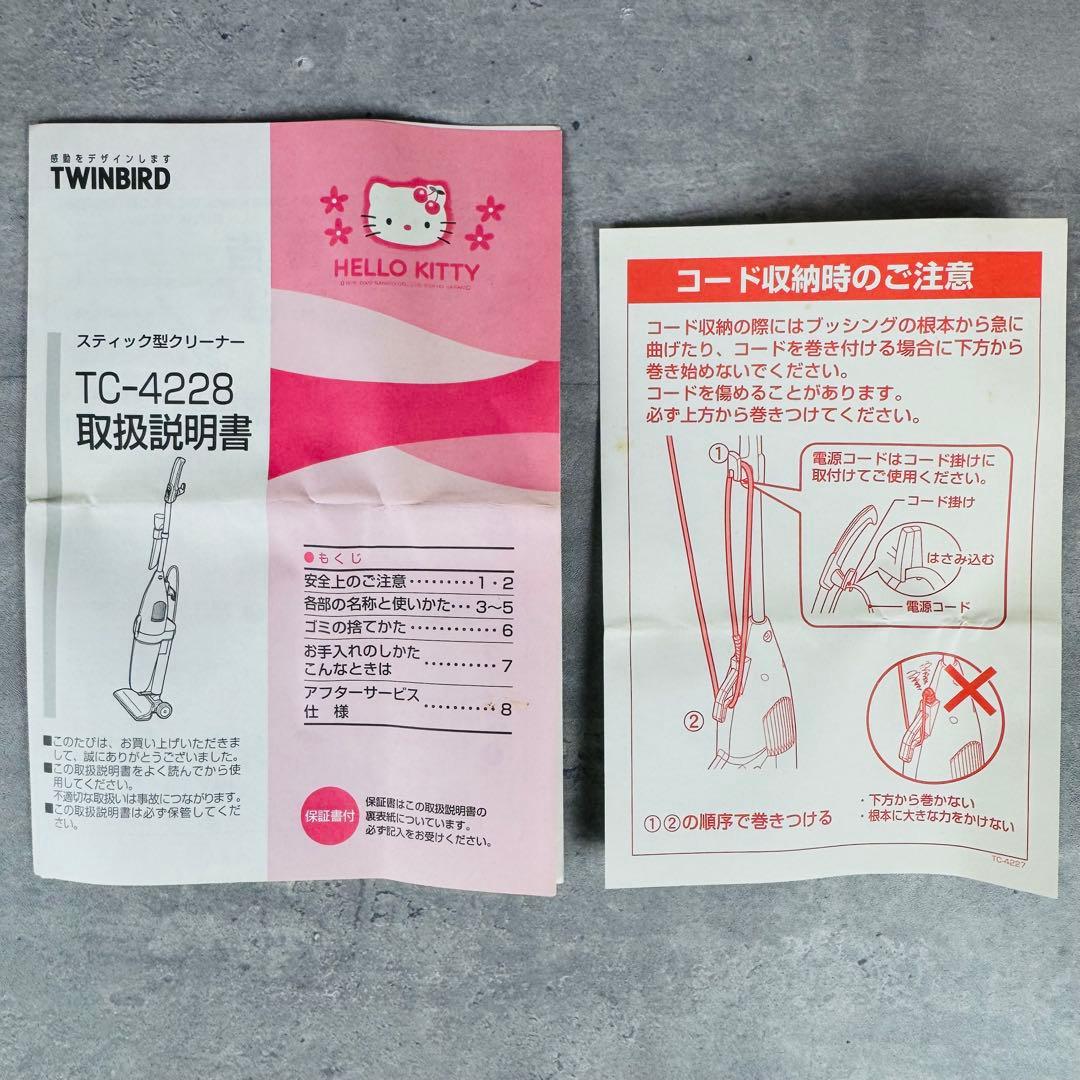 感動をデザインします
TWINBIRD
HELLO KITTY
スティック型クリーナー
TC-4228
取扱説明書
●もくじ
安全上のご注意………1・2
各部の名称と使いかた…3〜5
ゴミの捨てかた…………6
お手入れのしかた
こんなときは………7
アフターサービス
仕 様………8
■このたびは、お買い上げいただきま
して、誠にありがとうございました。
■この取扱説明書をよく読んでから使
用してください。
不適切な取扱いは事故につながります。
■この取扱説明書は必ず保管してくだ
さい。
保証書付
保証書はこの取扱説明書の
裏表紙についています。
必ず記入をお受けください。
コード収納時のご注意
コード収納の際にはブッシングの根本から急に
曲げたり、コードを巻き付ける場合に下方から
巻き始めないでください。
コードを傷めることがあります。
必ず上方から巻きつけてください。
①
電源コードはコード掛けに
取付けてご使用ください。
コード掛け
はさみ込む
電源コード
②
①②の順序で巻きつける
・下方から巻かない
・根本に大きな力をかけない
TC-4227